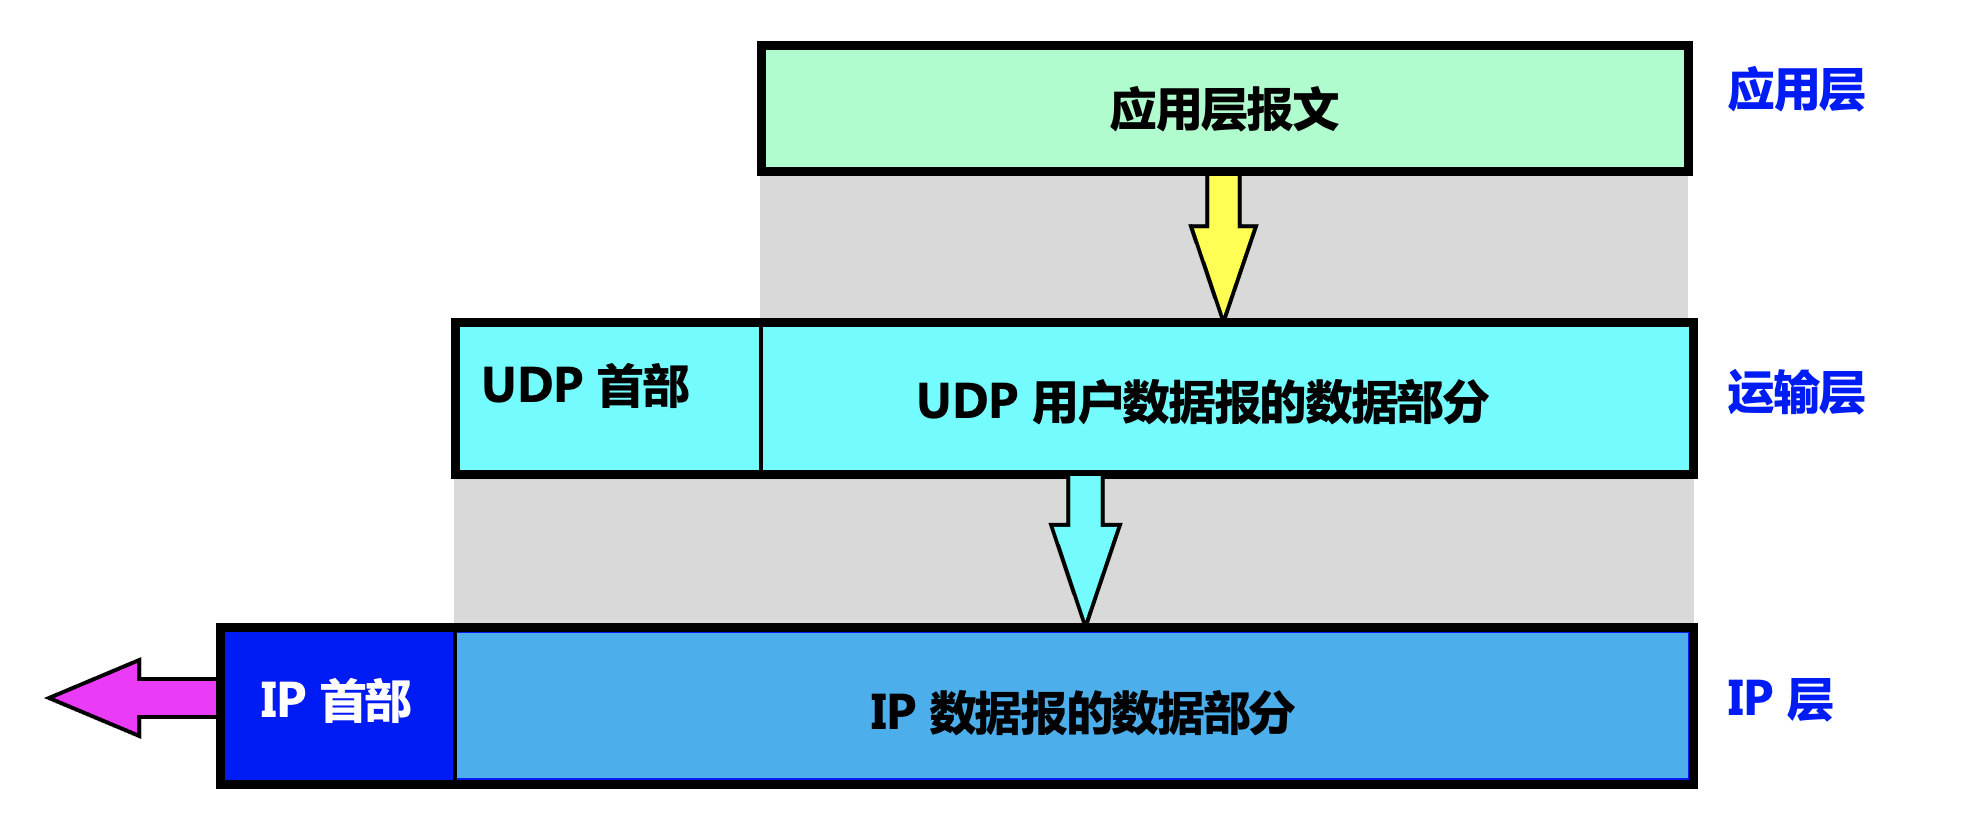 应用层报文
应用层
UDP 首部
UDP 用户数据报的数据部分
运输层
IP 首部
IP 数据报的数据部分
IP 层